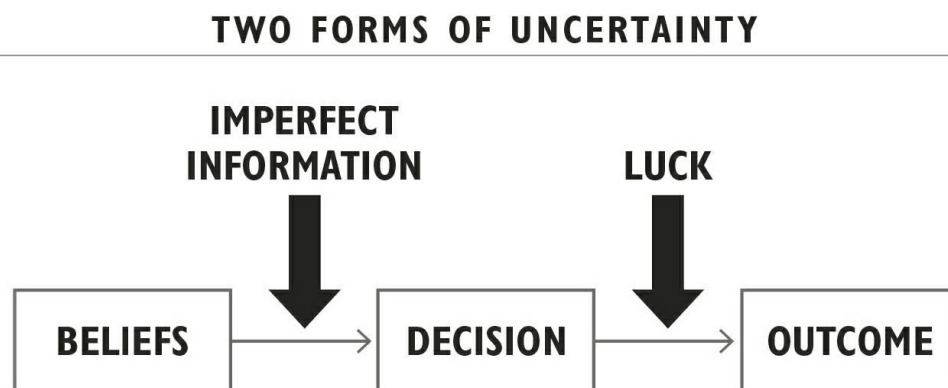 TWO FORMS OF UNCERTAINTY
IMPERFECT
INFORMATION
LUCK
BELIEFS
DECISION
OUTCOME